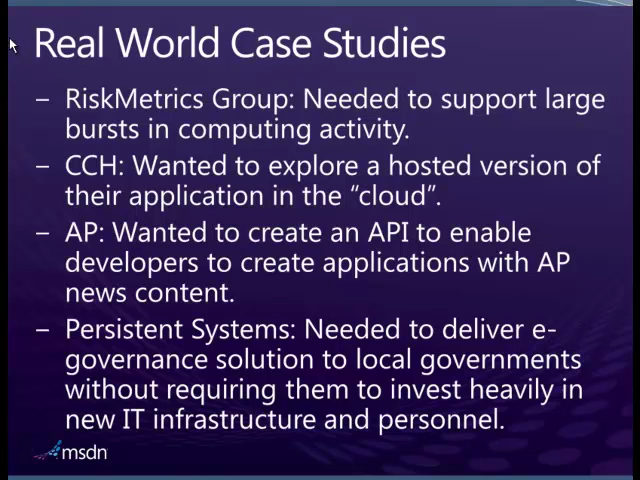 Real World Case Studies
– RiskMetrics Group: Needed to support large
bursts in computing activity.
– CCH: Wanted to explore a hosted version of
their application in the “cloud”.
– AP: Wanted to create an API to enable
developers to create applications with AP
news content.
– Persistent Systems: Needed to deliver e-
governance solution to local governments
without requiring them to invest heavily in
new IT infrastructure and personnel.
msdn